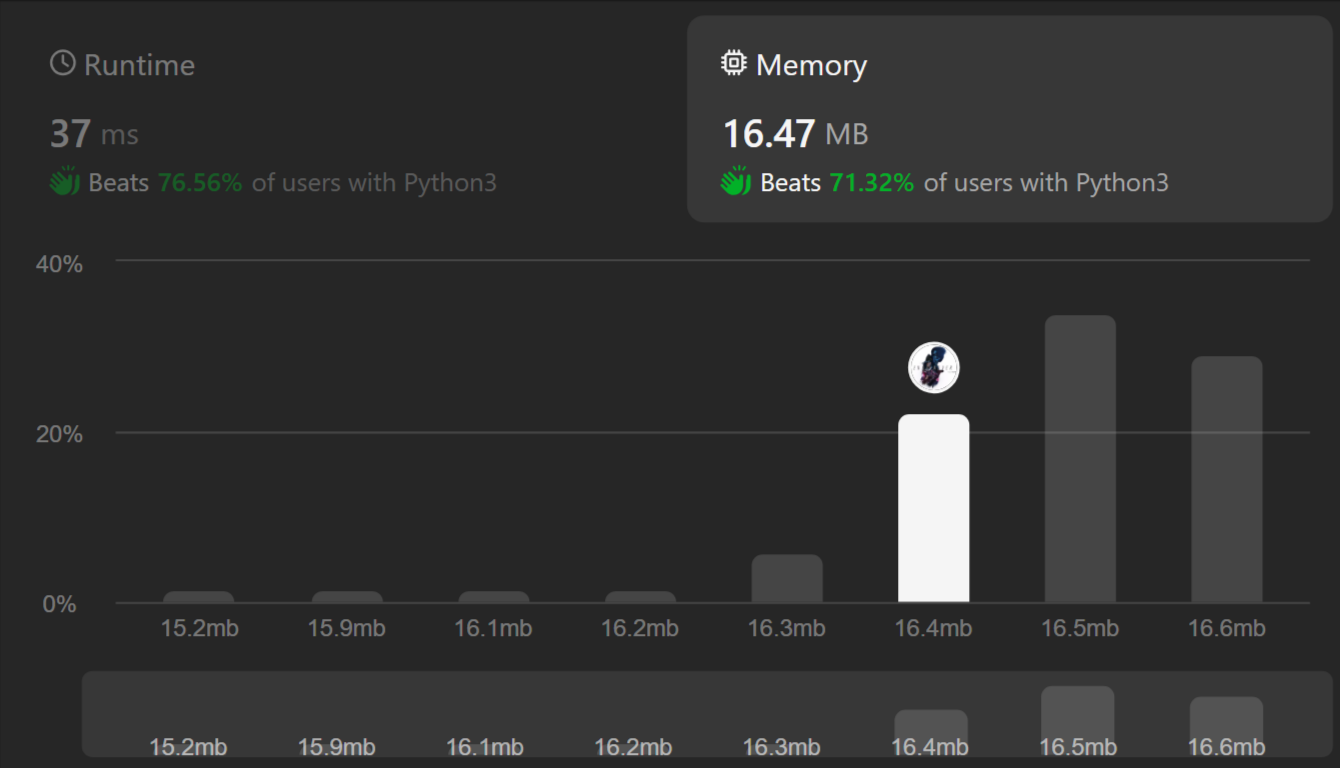 Runtime
37 ms
Beats 76.56% of users with Python3
Memory
16.47 MB
Beats 71.32% of users with Python3
40%
20%
0%
15.2mb 15.9mb 16.1mb 16.2mb 16.3mb 16.4mb 16.5mb 16.6mb
15.2mb 15.9mb 16.1mb 16.2mb 16.3mb 16.4mb 16.5mb 16.6mb